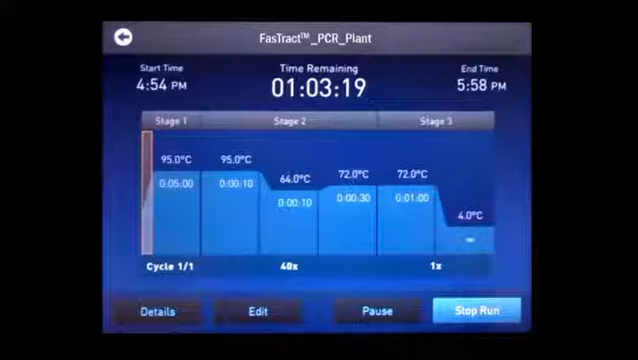 FasTract™_PCR_Plant
Start Time
Time Remaining
End Time
4:54 PM
01:03:19
5:58 PM
Stage 1
Stage 2
Stage 3
95.0°C
95.0°C
64.0°C
72.0°C
72.0°C
4.0°C
0:05:00
0:00:10
0:00:10
0:00:30
0:01:00
Cycle 1/1
40x
1x
Details
Edit
Pause
Stop Run